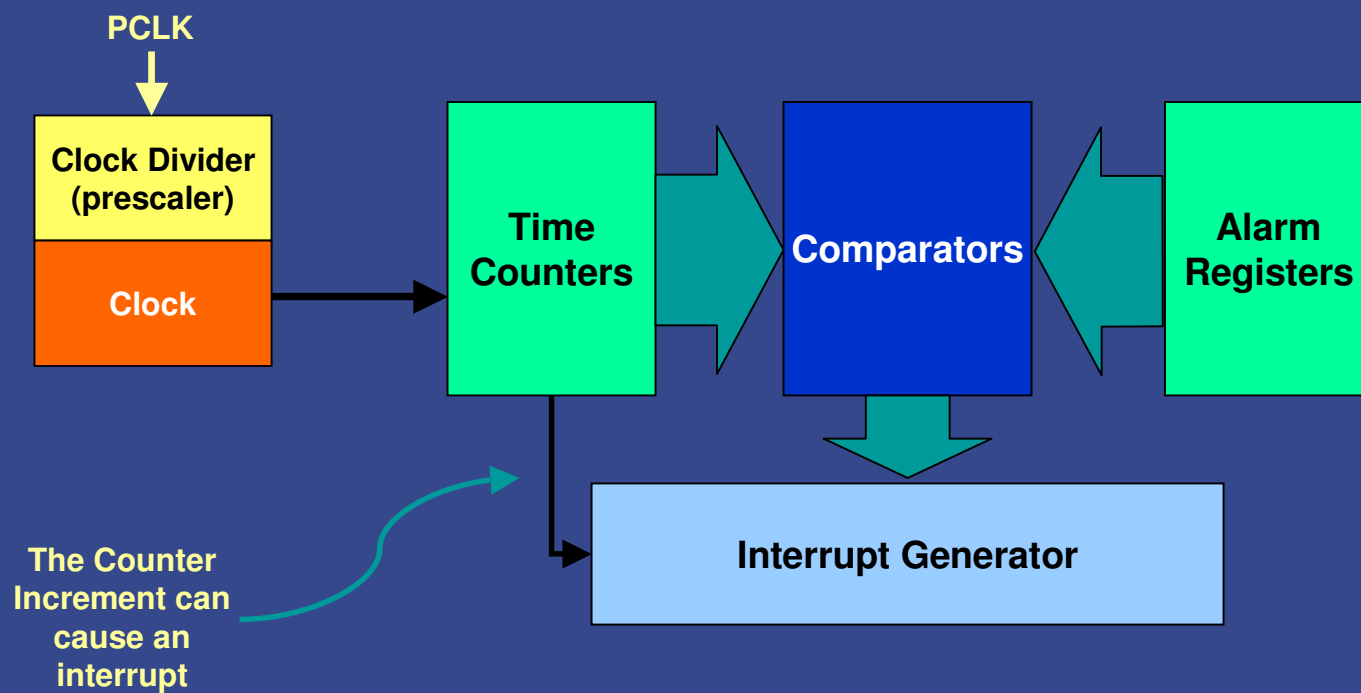 PCLK
Clock Divider
(prescaler)
Clock
Time
Counters
Comparators
Alarm
Registers
Interrupt Generator
The Counter
Increment can
cause an
interrupt